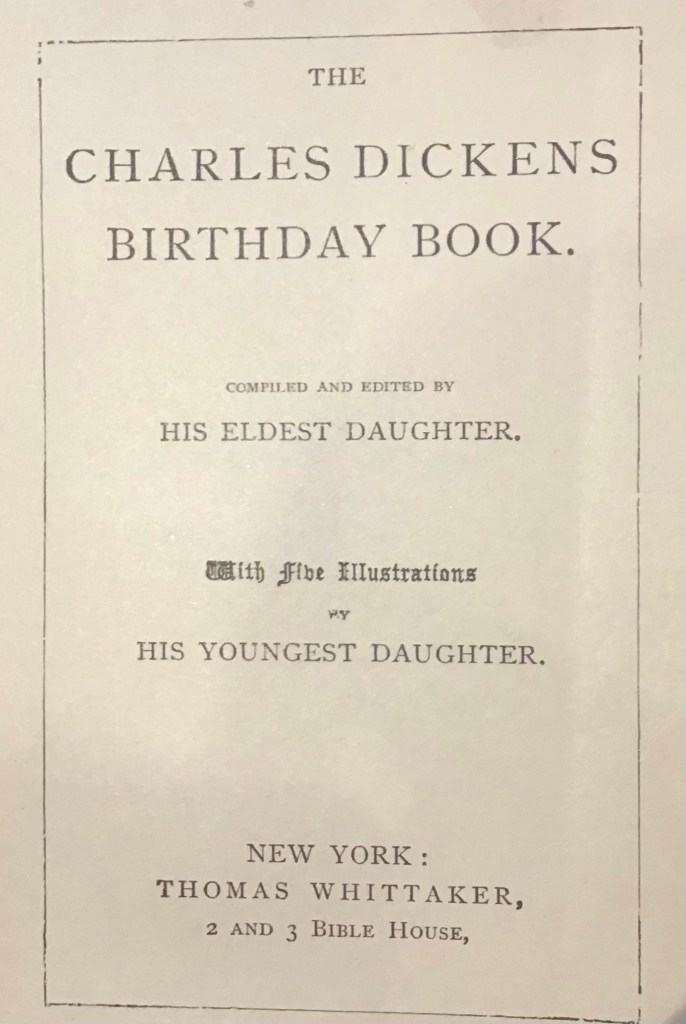 THE
CHARLES DICKENS
BIRTHDAY BOOK.
COMPILED AND EDITED BY
HIS ELDEST DAUGHTER.
With Five Illustrations
BY
HIS YOUNGEST DAUGHTER.
NEW YORK:
THOMAS WHITTAKER,
2 AND 3 BIBLE HOUSE,